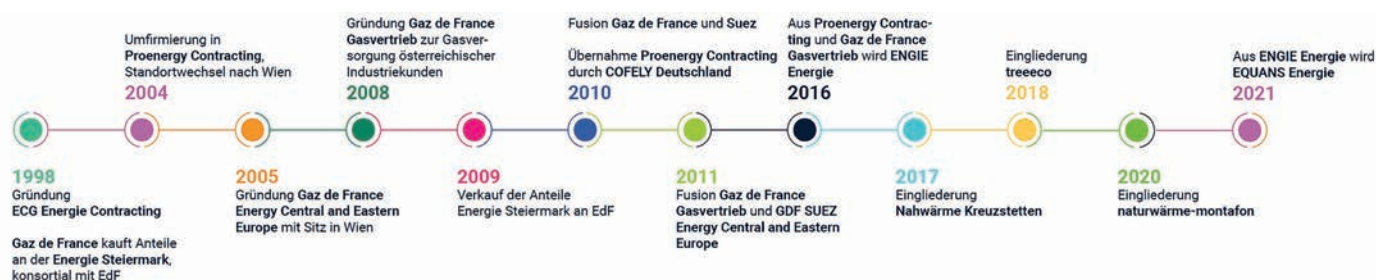 1998
Gründung
ECG Energie Contracting
Gaz de France kauft Anteile
an der Energie Steiermark,
konsortial mit EdF
Umfirmierung in
Proenergy Contracting,
Standortwechsel nach Wien
2004
2005
Gründung Gaz de France
Energy Central and Eastern
Europe mit Sitz in Wien
Gründung Gaz de France
Gasvertrieb zur Gasver-
sorgung österreichischer
Industriekunden
2008
2009
Verkauf der Anteile
Energie Steiermark an EdF
Fusion Gaz de France und Suez
Übernahme Proenergy Contracting
durch COFELY Deutschland
2010
2011
Fusion Gaz de France
Gasvertrieb und GDF SUEZ
Energy Central and Eastern
Europe
Aus Proenergy Contrac-
ting und Gaz de France
Gasvertrieb wird ENGIE
Energie
2016
2017
Eingliederung
Nahwärme Kreuzstetten
Eingliederung
treeeco
2018
2020
Eingliederung
naturwärme-montafon
Aus ENGIE Energie wird
EQUANS Energie
2021